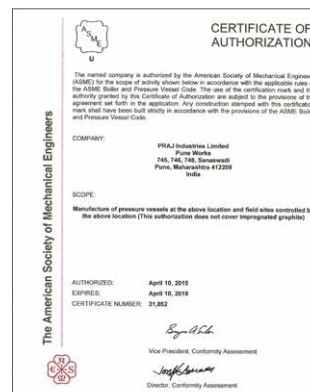 ASME
U
CERTIFICATE OF
AUTHORIZATION
The named company is authorized by the American Society of Mechanical Engineers
(ASME) for the scope of activity shown below in accordance with the applicable rules
the ASME Boiler and Pressure Vessel Code. The use of the certification mark and the
authority granted by this Certificate of Authorization are subject to the provisions of the
agreement set forth in the application. Any construction stamped with this certification
mark shall have been built strictly in accordance with the provisions of the ASME Boiler
and Pressure Vessel Code.
COMPANY:
PRAJ Industries Limited
Pune Works
745, 746, 748, Sanaswadi
Pune, Maharashtra 412208
India
SCOPE:
Manufacture of pressure vessels at the above location and field sites controlled b
the above location (This authorization does not cover impregnated graphite)
AUTHORIZED: April 10, 2015
EXPIRES: April 10, 2018
CERTIFICATE NUMBER: 31,852
Vice President, Conformity Assessment
Director, Conformity Assessment
The American Society of Mechanical Engineers